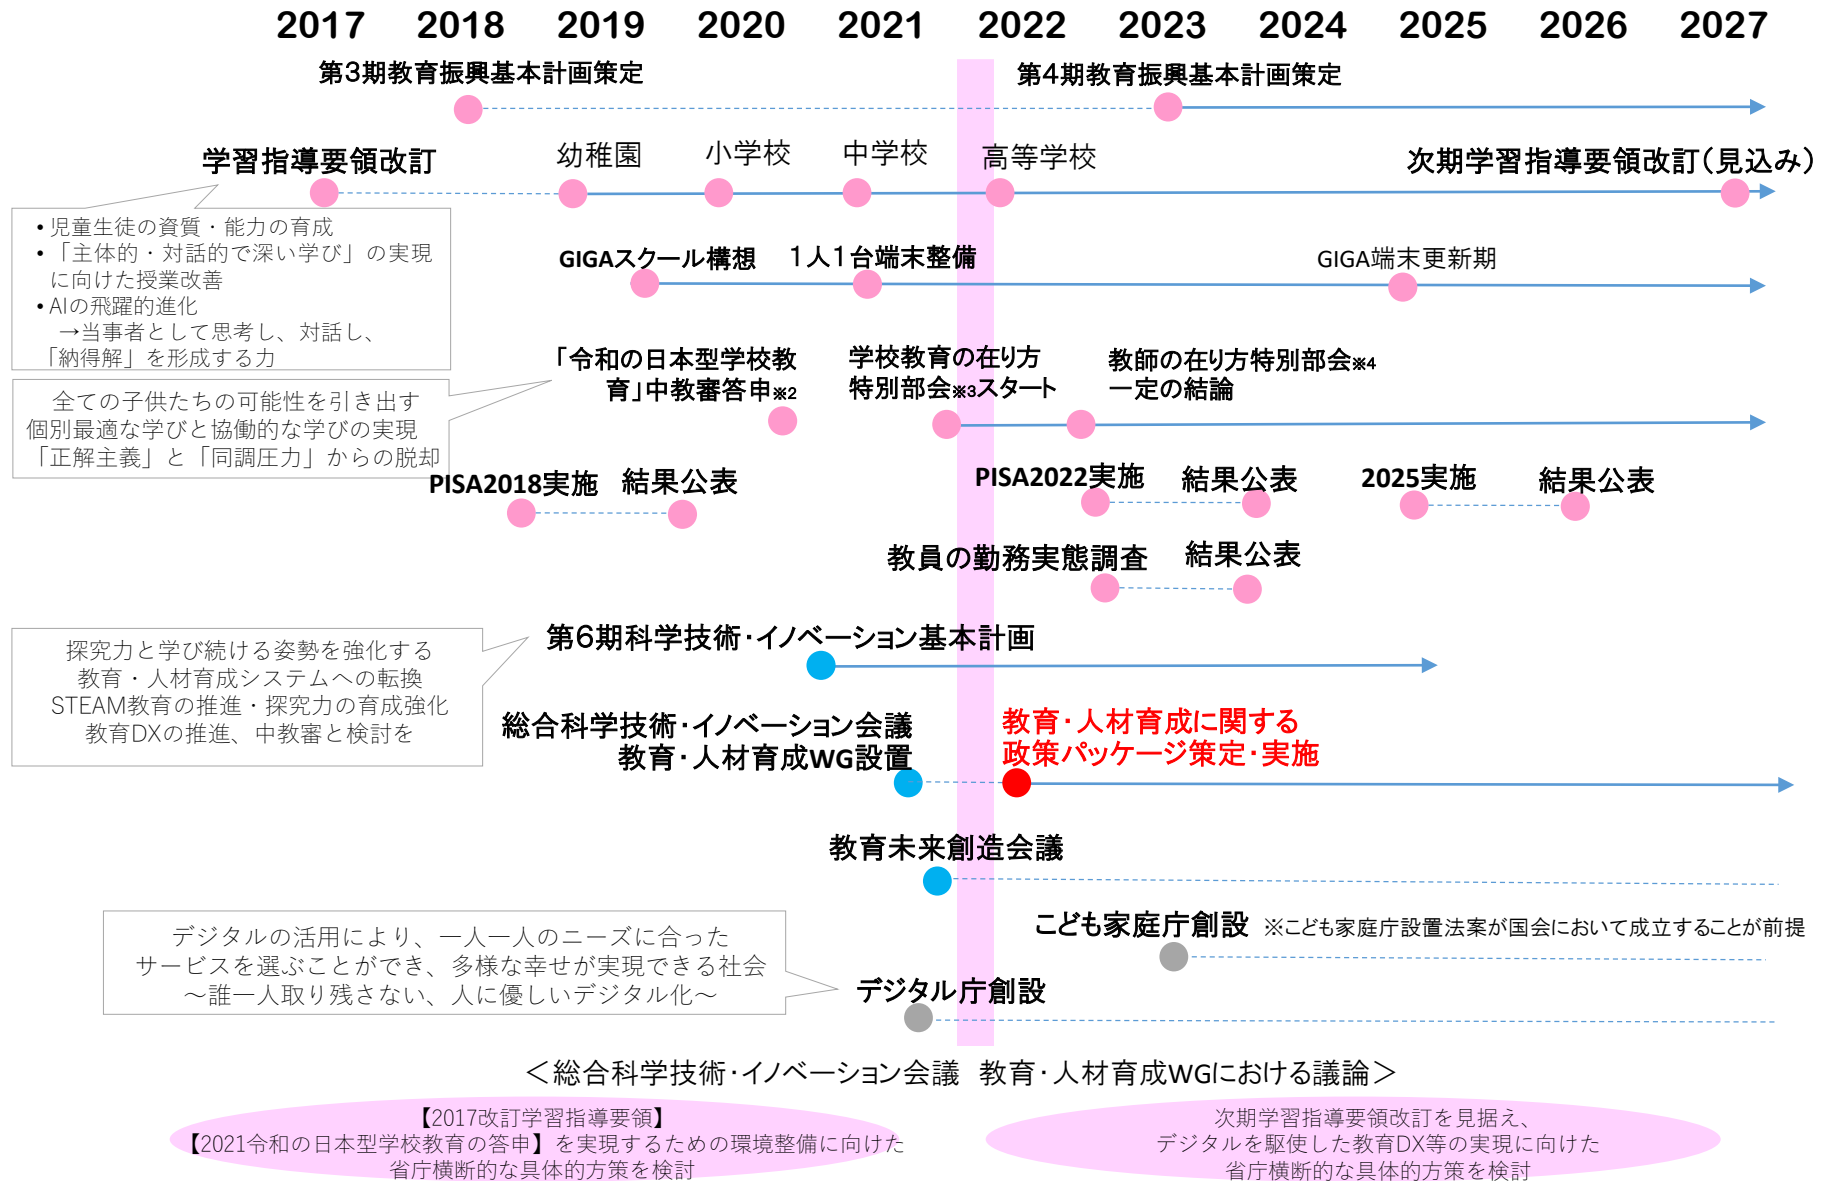 2017 2018 2019 2020 2021 2022 2023 2024 2025 2026 2027
第3期教育振興基本計画策定
第4期教育振興基本計画策定
学習指導要領改訂
幼稚園
小学校
中学校
高等学校
次期学習指導要領改訂(見込み)
• 児童生徒の資質・能力の育成
• 「主体的・対話的で深い学び」の実現
に向けた授業改善
• AIの飛躍的進化
→当事者として思考し、対話し、
「納得解」を形成する力
GIGAスクール構想
1人1台端末整備
GIGA端末更新期
「令和の日本型学校教
育」中教審答申※2
学校教育の在り方
特別部会※3スタート
教師の在り方特別部会※4
一定の結論
全ての子供たちの可能性を引き出す
個別最適な学びと協働的な学びの実現
「正解主義」と「同調圧力」からの脱却
PISA2018実施
結果公表
PISA2022実施
結果公表
2025実施
結果公表
教員の勤務実態調査
結果公表
第6期科学技術・イノベーション基本計画
探究力と学び続ける姿勢を強化する
教育・人材育成システムへの転換
STEAM教育の推進・探究力の育成強化
教育DXの推進、中教審と検討を
総合科学技術・イノベーション会議
教育・人材育成WG設置
教育・人材育成に関する
政策パッケージ策定・実施
教育未来創造会議
こども家庭庁創設 ※こども家庭庁設置法案が国会において成立することが前提
デジタルの活用により、一人一人のニーズに合った
サービスを選ぶことができ、多様な幸せが実現できる社会
～誰一人取り残さない、人に優しいデジタル化～
デジタル庁創設
＜総合科学技術・イノベーション会議 教育・人材育成WGにおける議論＞
【2017改訂学習指導要領】
【2021令和の日本型学校教育の答申】を実現するための環境整備に向けた
省庁横断的な具体的方策を検討
次期学習指導要領改訂を見据え、
デジタルを駆使した教育DX等の実現に向けた
省庁横断的な具体的方策を検討